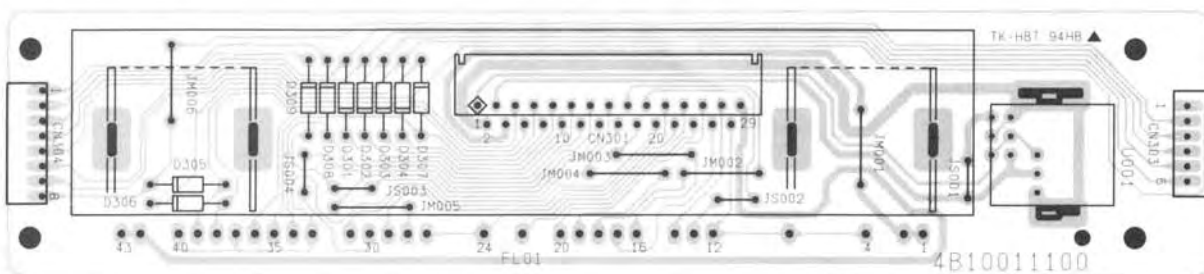 TK-HBT 94HB
1
CN304
8
JM006
D309
D308
D301
D302
D303
D304
D307
JS004
D305
D306
1
2
10
CN301
20
29
JM003
JM004
JM002
JS003
JM005
JS002
JM001
JS001
U001
1
CN303
6
43
40
35
30
24
20
16
12
4
1
FL01
4B10011100